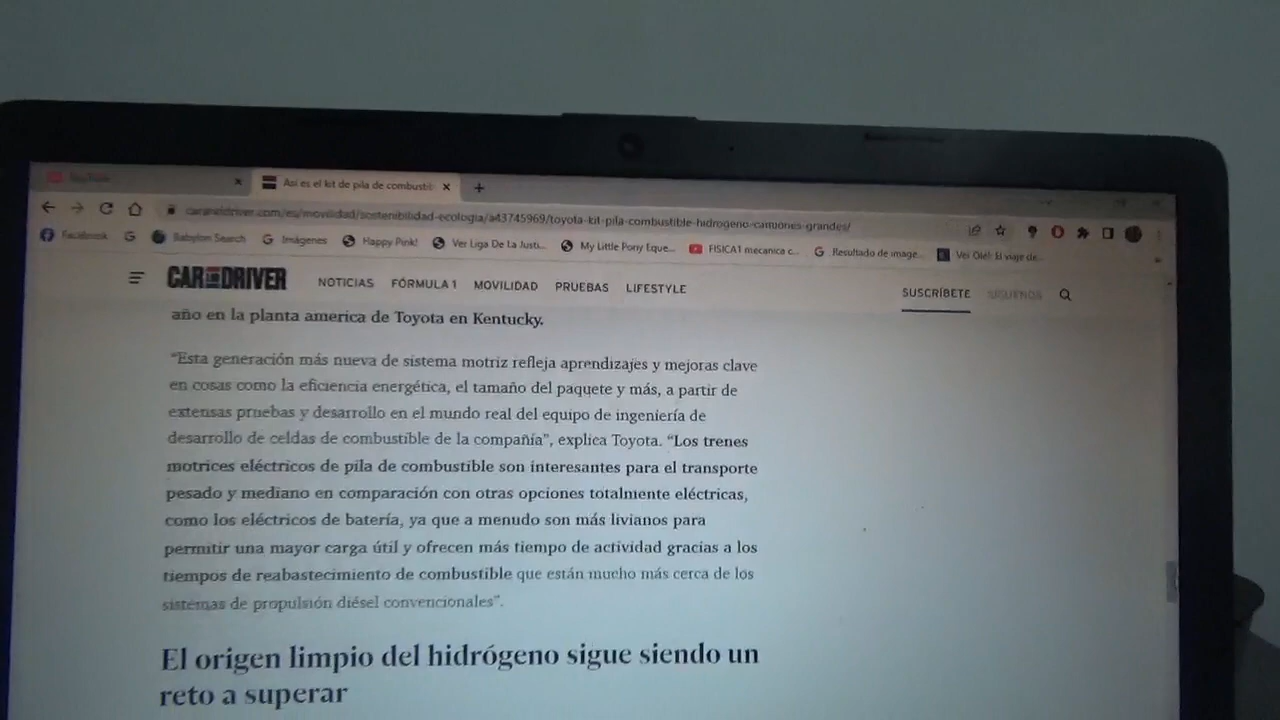 YouTube
Así es el kit de pila de combustib
caranddriver.com/es/movilidad/sostenibilidad-ecologia/a43745969/toyota-kit-pila-combustible-hidrogeno-camiones-grandes/
Facebook Babylon Search Imágenes Happy Pink! Ver Liga De La Justi... My Little Pony Eque... FISICA1 mecanica c... Resultado de image... Ver Olé! El viaje de...
CAR AND DRIVER NOTICIAS FÓRMULA 1 MOVILIDAD PRUEBAS LIFESTYLE SUSCRÍBETE SÍGUENOS
año en la planta america de Toyota en Kentucky.
“Esta generación más nueva de sistema motriz refleja aprendizajes y mejoras clave
en cosas como la eficiencia energética, el tamaño del paquete y más, a partir de
extensas pruebas y desarrollo en el mundo real del equipo de ingeniería de
desarrollo de celdas de combustible de la compañía”, explica Toyota. “Los trenes
motrices eléctricos de pila de combustible son interesantes para el transporte
pesado y mediano en comparación con otras opciones totalmente eléctricas,
como los eléctricos de batería, ya que a menudo son más livianos para
permitir una mayor carga útil y ofrecen más tiempo de actividad gracias a los
tiempos de reabastecimiento de combustible que están mucho más cerca de los
sistemas de propulsión diésel convencionales”.
El origen limpio del hidrógeno sigue siendo un
reto a superar